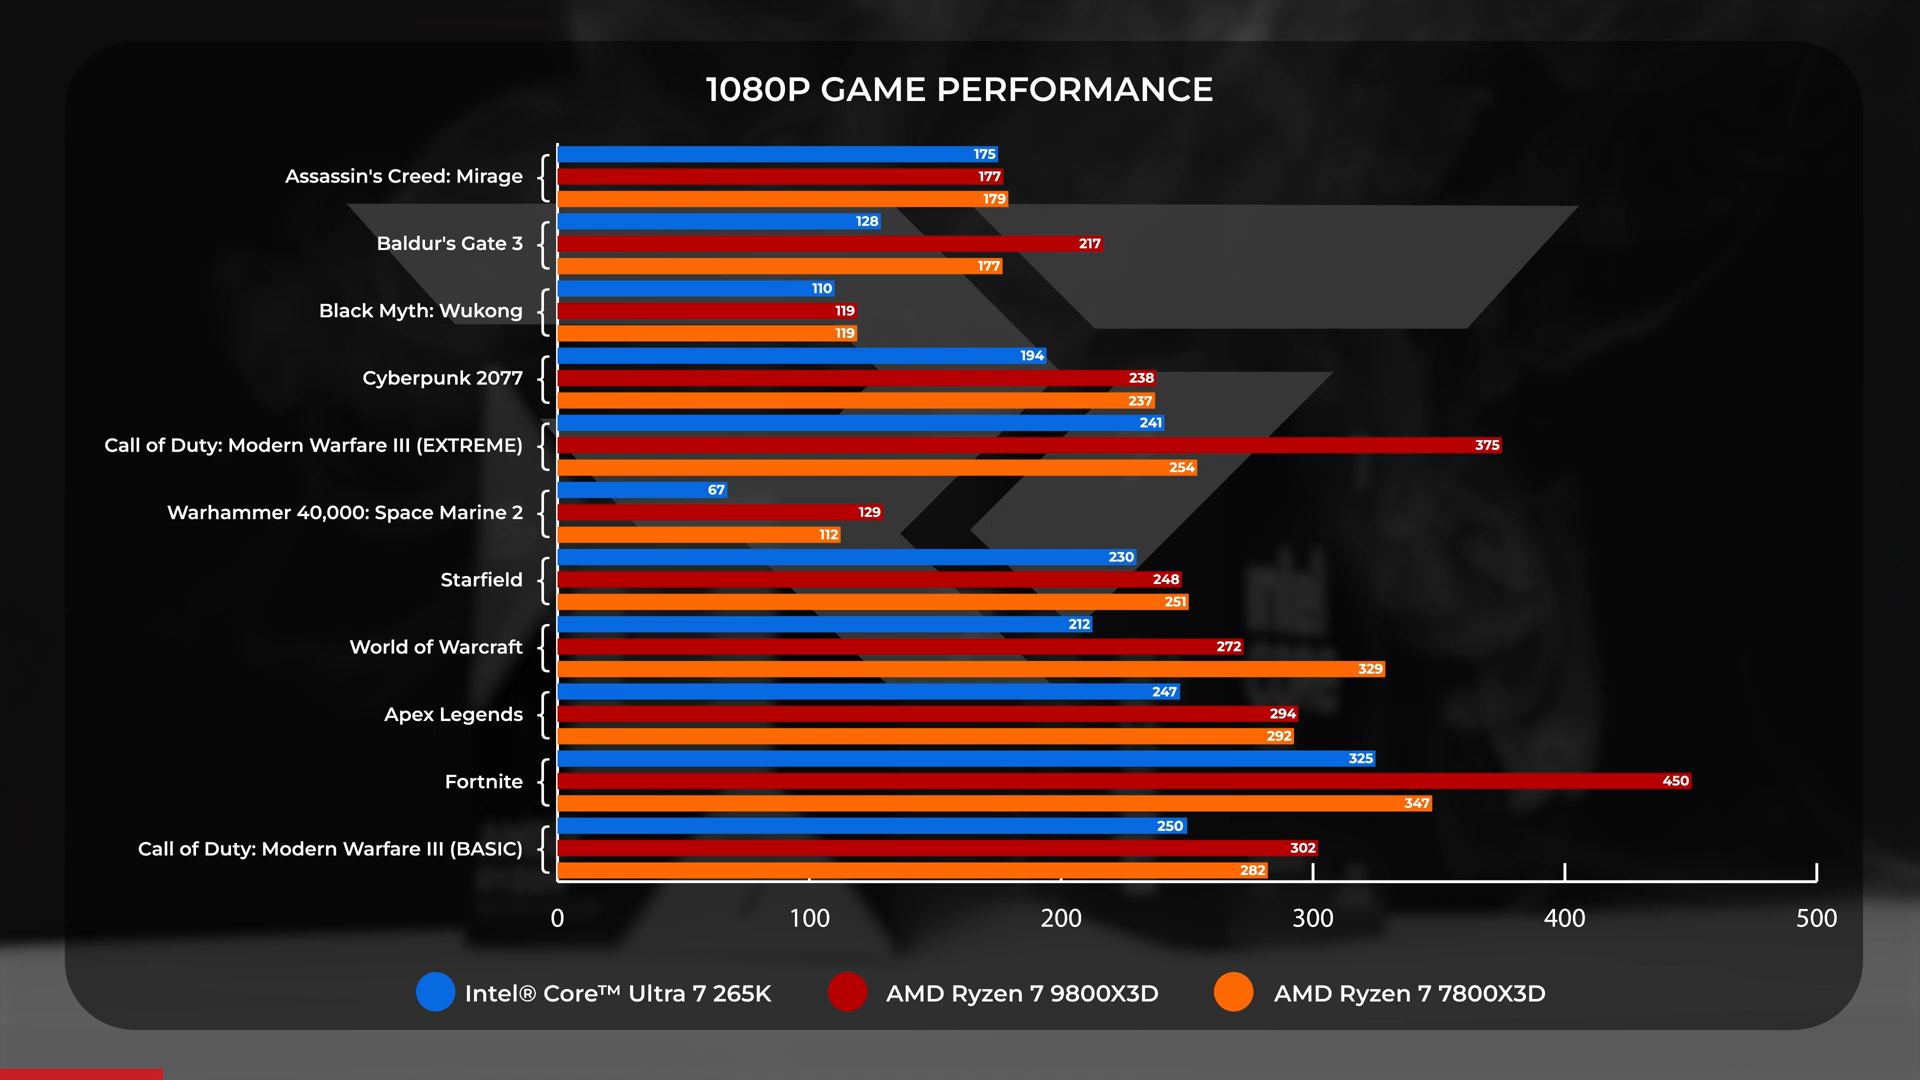 1080P GAME PERFORMANCE
Assassin's Creed: Mirage
175
177
179
Baldur's Gate 3
128
217
177
Black Myth: Wukong
110
119
119
Cyberpunk 2077
194
238
237
Call of Duty: Modern Warfare III (EXTREME)
241
375
254
Warhammer 40,000: Space Marine 2
67
129
112
Starfield
230
248
251
World of Warcraft
212
272
329
Apex Legends
247
294
292
Fortnite
325
450
347
Call of Duty: Modern Warfare III (BASIC)
250
302
282
0 100 200 300 400 500
Intel® Core™ Ultra 7 265K AMD Ryzen 7 9800X3D AMD Ryzen 7 7800X3D